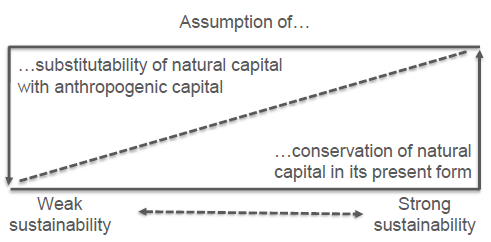 Assumption of…
…substitutability of natural capital
with anthropogenic capital
…conservation of natural
capital in its present form
Weak
sustainability
Strong
sustainability